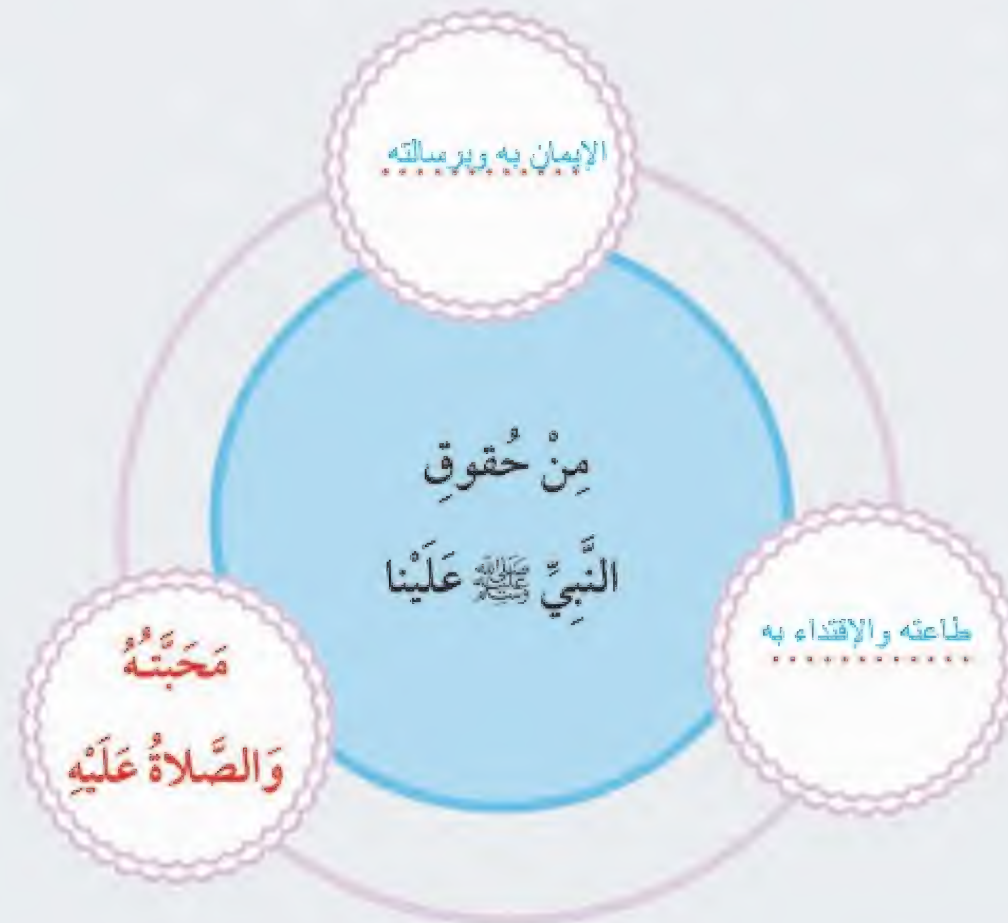 الإيمان به وبرسالته
مِنْ حُقوقِ
النَّبِيِّ ﷺ عَلَيْنا
طاعته والإقتداء به
مَحَبَّتُهُ
وَالصَّلاةُ عَلَيْهِ